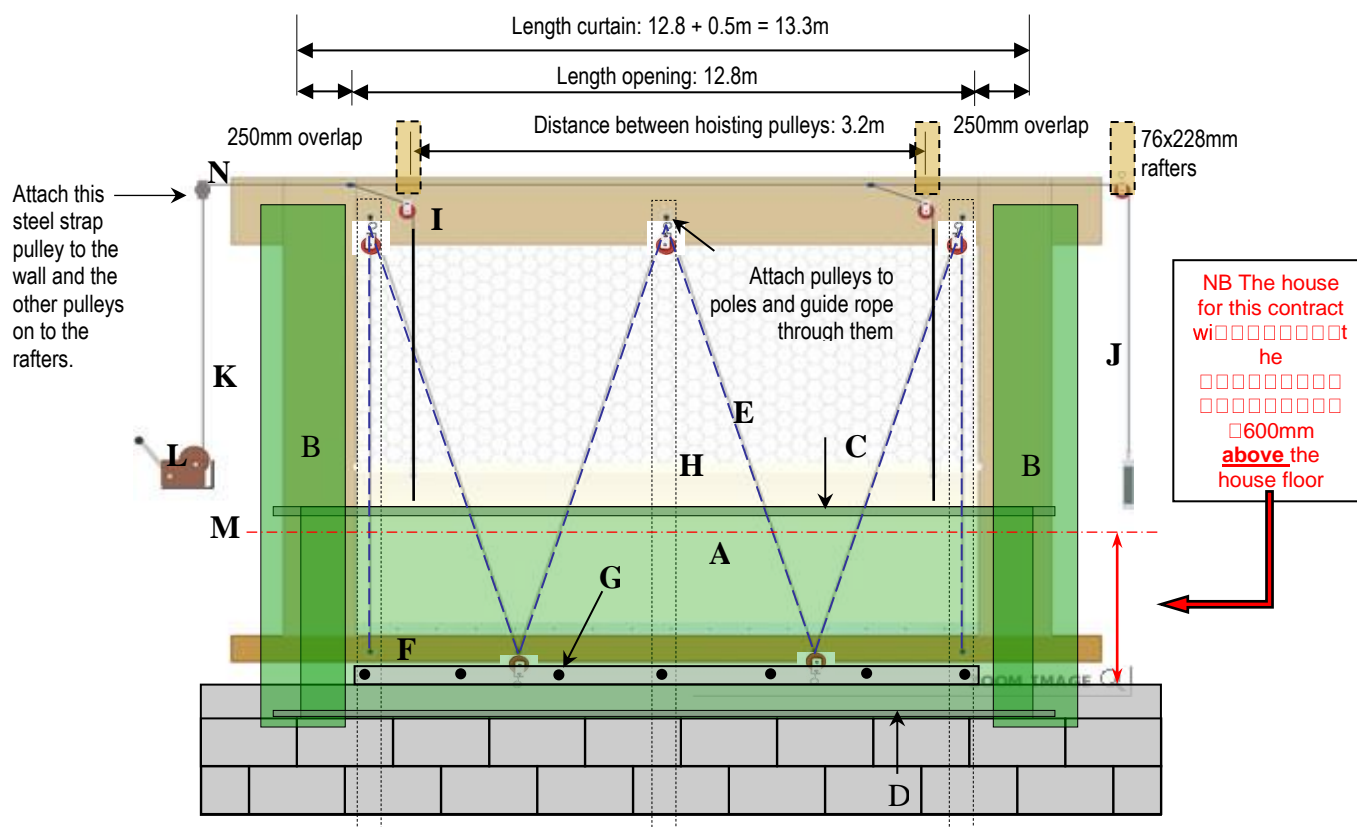 Length curtain: 12.8 + 0.5m = 13.3m
Length opening: 12.8m
250mm overlap
Distance between hoisting pulleys: 3.2m
250mm overlap
76x228mm
rafters
N
Attach this
steel strap
pulley to the
wall and the
other pulleys
on to the
rafters.
I
Attach pulleys to
poles and guide rope
through them
NB The house
for this contract
wi□□□□□□□□t
he
□□□□□□□□□
□□□□□□□□□
□600mm
above the
house floor
K
J
E
L
B
H
C
B
M
A
G
F
OOM IMAGE
D